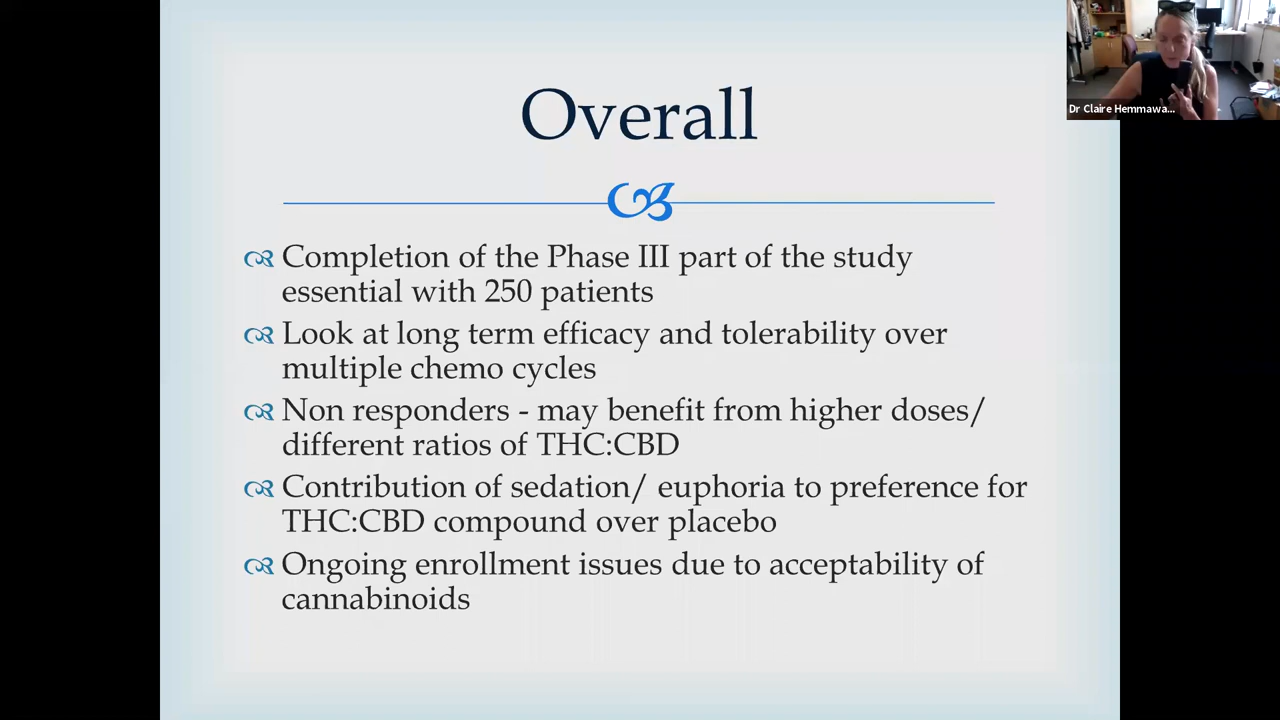 Overall
Completion of the Phase III part of the study
essential with 250 patients
Look at long term efficacy and tolerability over
multiple chemo cycles
Non responders - may benefit from higher doses/
different ratios of THC:CBD
Contribution of sedation/ euphoria to preference for
THC:CBD compound over placebo
Ongoing enrollment issues due to acceptability of
cannabinoids
Dr Claire Hemmawa...